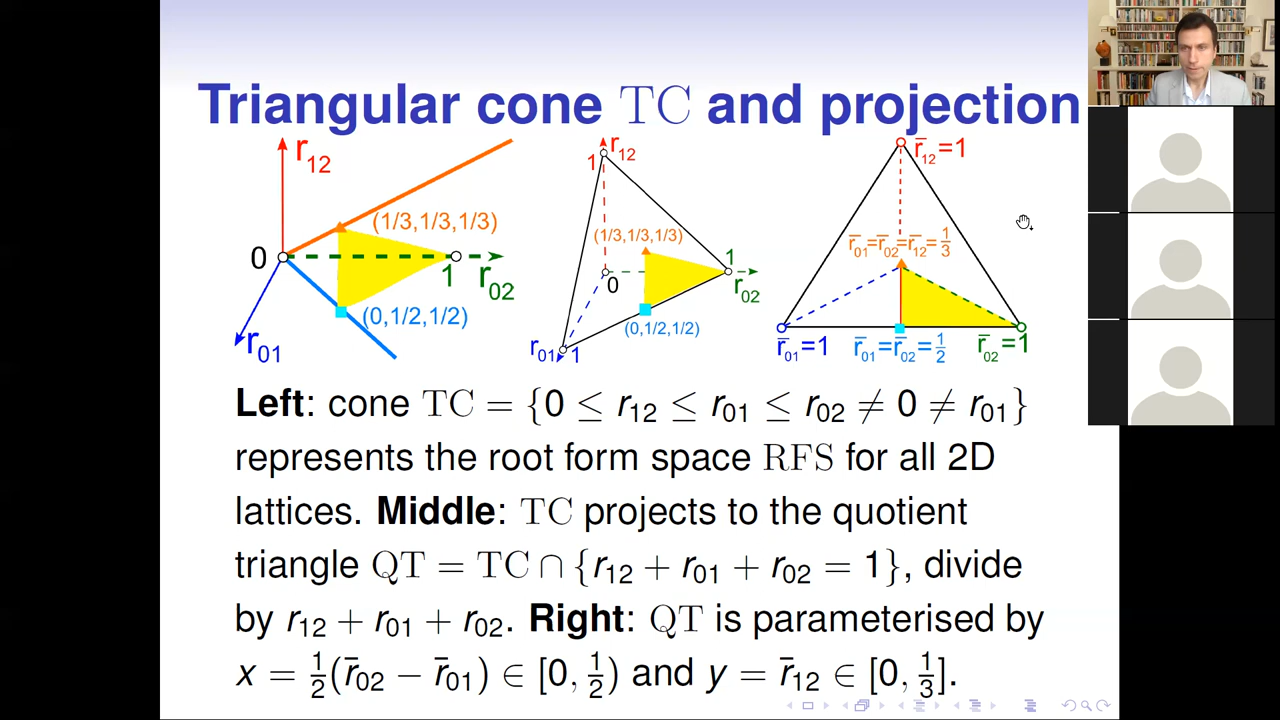 Triangular cone TC and projection
r12
(1/3,1/3,1/3)
0
1 r02
(0,1/2,1/2)
r01
r12
1
(1/3,1/3,1/3)
1
0
r02
(0,1/2,1/2)
r01 1
r̄12=1
r̄01=r̄02=r̄12=1/3
r̄01=1 r̄01=r̄02=1/2 r̄02=1
Left: cone TC = {0 ≤ r12 ≤ r01 ≤ r02 ≠ 0 ≠ r01}
represents the root form space RFS for all 2D
lattices. Middle: TC projects to the quotient
triangle QT = TC ∩ {r12 + r01 + r02 = 1}, divide
by r12 + r01 + r02. Right: QT is parameterised by
x = 1/2(r̄02 − r̄01) ∈ [0, 1/2) and y = r̄12 ∈ [0, 1/3].